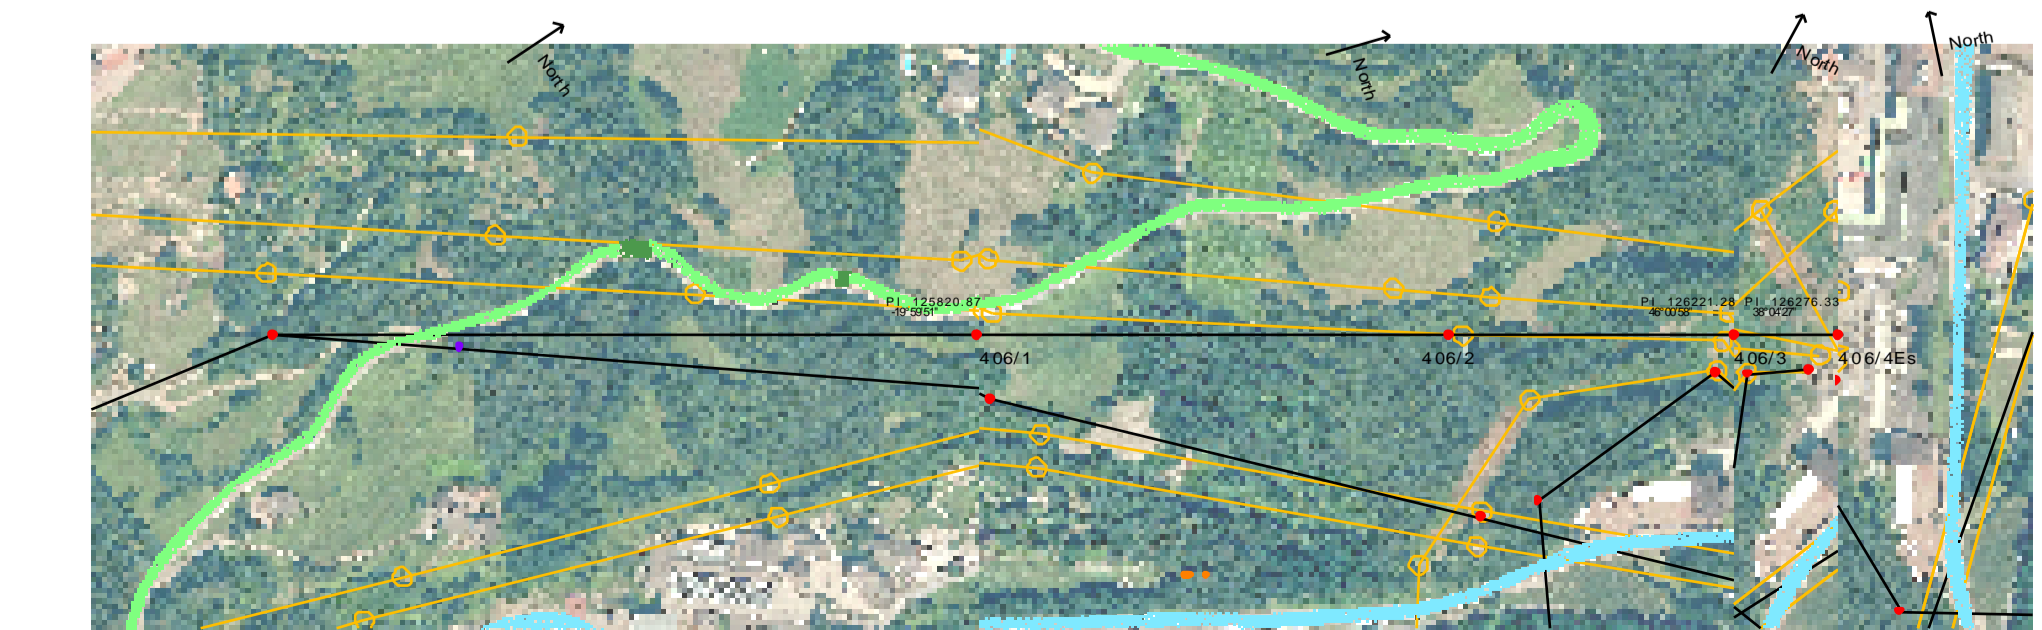 North
North
North
North
PI 125820.87
-19°59'51"
PI 126221.28
46°00'58"
PI 126276.33
38°04'27"
406/1
406/2
406/3
406/4Es